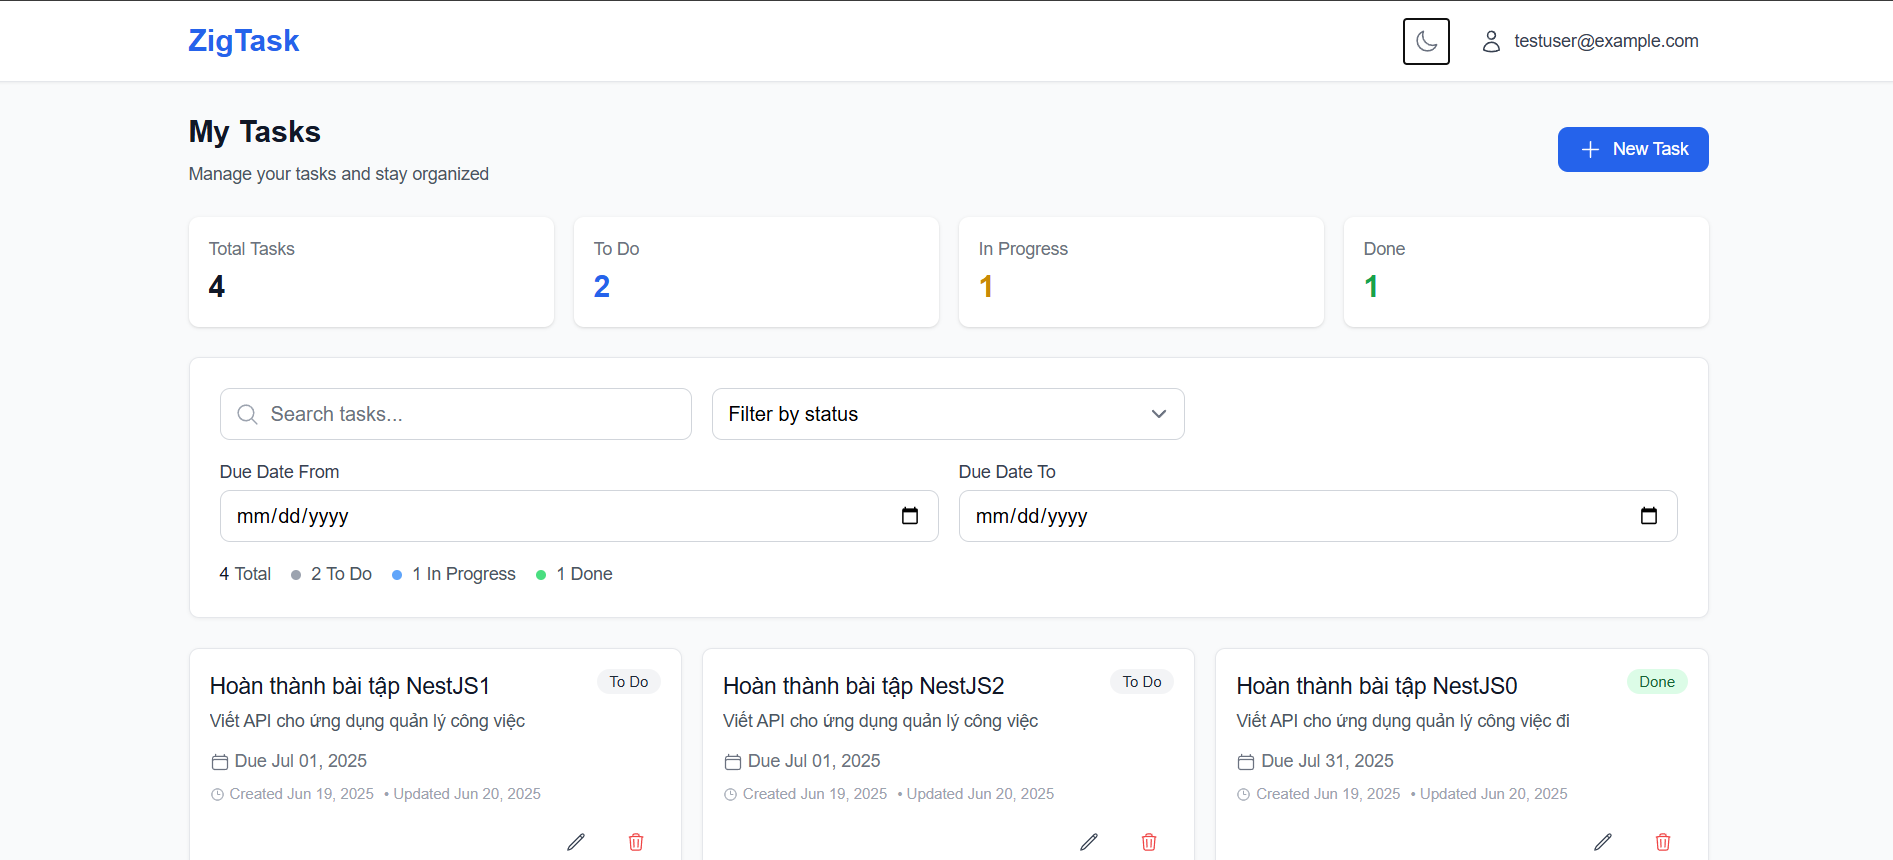 ZigTask
testuser@example.com
My Tasks
Manage your tasks and stay organized
New Task
Total Tasks
4
To Do
2
In Progress
1
Done
1
Search tasks...
Filter by status
Due Date From
mm/dd/yyyy
Due Date To
mm/dd/yyyy
4 Total 2 To Do 1 In Progress 1 Done
Hoàn thành bài tập NestJS1
To Do
Viết API cho ứng dụng quản lý công việc
Due Jul 01, 2025
Created Jun 19, 2025 • Updated Jun 20, 2025
Hoàn thành bài tập NestJS2
To Do
Viết API cho ứng dụng quản lý công việc
Due Jul 01, 2025
Created Jun 19, 2025 • Updated Jun 20, 2025
Hoàn thành bài tập NestJS0
Done
Viết API cho ứng dụng quản lý công việc đi
Due Jul 31, 2025
Created Jun 19, 2025 • Updated Jun 20, 2025